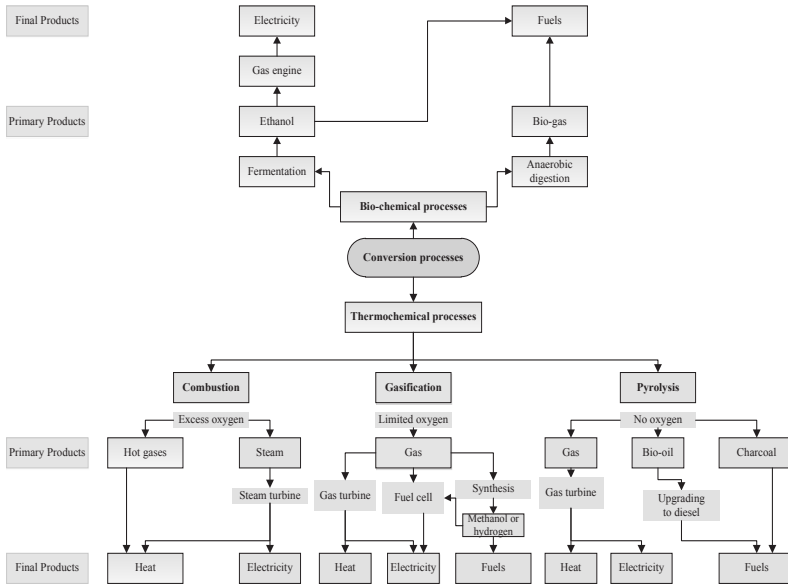 Final Products
Electricity
Fuels
Gas engine
Primary Products
Ethanol
Bio-gas
Fermentation
Anaerobic
digestion
Bio-chemical processes
Conversion processes
Thermochemical processes
Combustion
Gasification
Pyrolysis
Excess oxygen
Limited oxygen
No oxygen
Primary Products
Hot gases
Steam
Gas
Gas
Bio-oil
Charcoal
Steam turbine
Gas turbine
Fuel cell
Synthesis
Gas turbine
Upgrading
to diesel
Methanol or
hydrogen
Final Products
Heat
Electricity
Heat
Electricity
Fuels
Heat
Electricity
Fuels